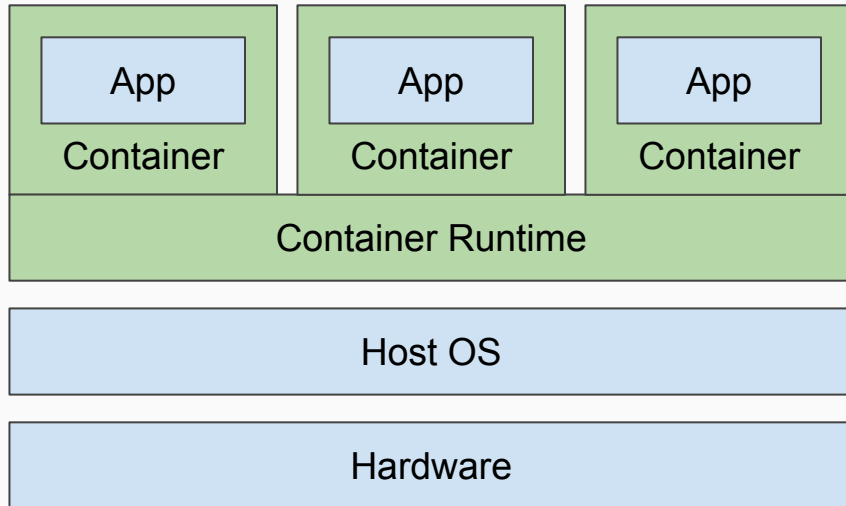 App
App
App
Container
Container
Container
Container Runtime
Host OS
Hardware